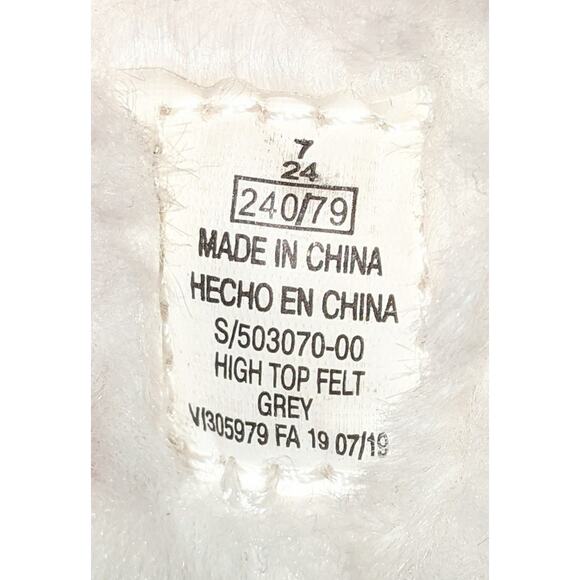 7
24
240/79
MADE IN CHINA
HECHO EN CHINA
S/503070-00
HIGH TOP FELT
GREY
V/305979 FA 19 07/19